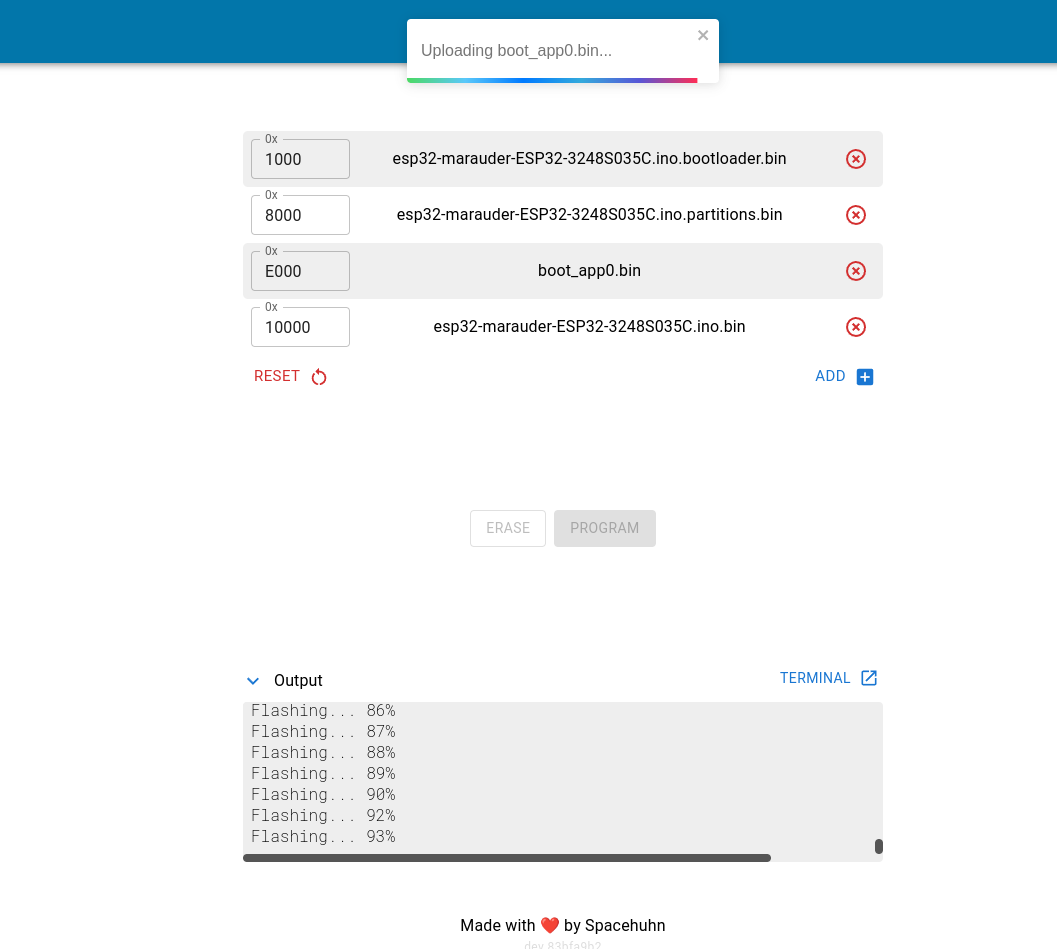 Uploading boot_app0.bin...
0x
1000
esp32-marauder-ESP32-3248S035C.ino.bootloader.bin
0x
8000
esp32-marauder-ESP32-3248S035C.ino.partitions.bin
0x
E000
boot_app0.bin
0x
10000
esp32-marauder-ESP32-3248S035C.ino.bin
RESET
ADD
ERASE
PROGRAM
Output
TERMINAL
Flashing... 86%
Flashing... 87%
Flashing... 88%
Flashing... 89%
Flashing... 90%
Flashing... 92%
Flashing... 93%
Made with ❤️ by Spacehuhn